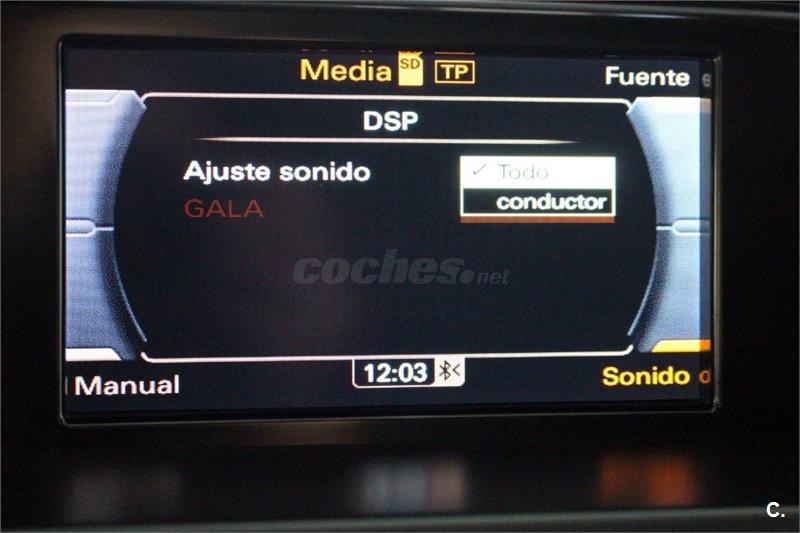 Media SD TP
Fuente
DSP
Ajuste sonido
Todo
GALA
conductor
coches.net
Manual
12:03
Sonido
C.